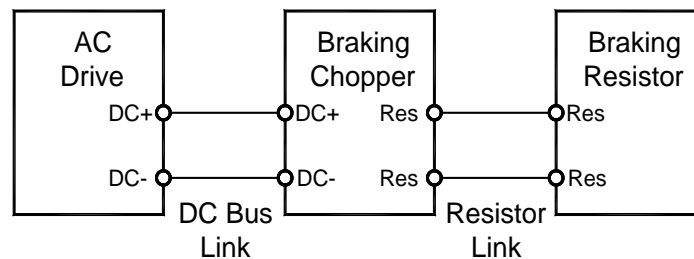 AC
Drive
Braking
Chopper
Braking
Resistor
DC+
DC+
Res
Res
DC-
DC-
Res
Res
DC Bus
Link
Resistor
Link